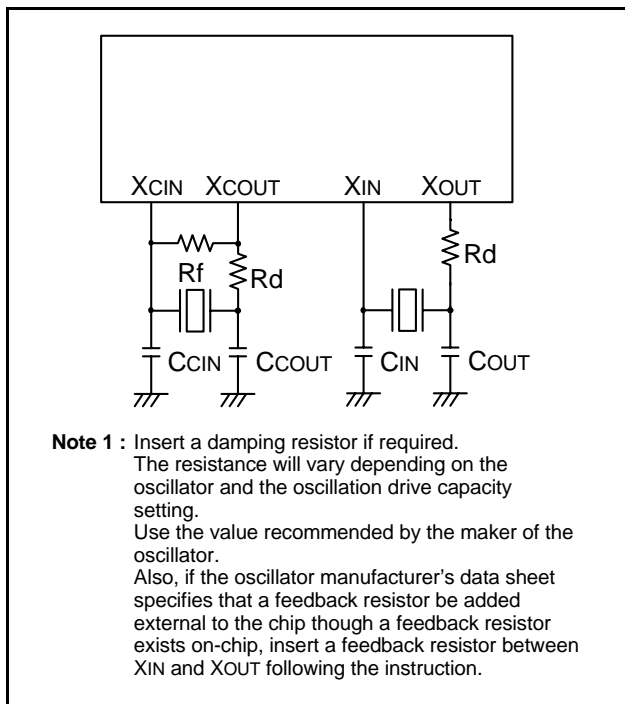 XCIN XCOUT XIN XOUT
Rf Rd Rd
CCIN CCOUT CIN COUT
Note 1 : Insert a damping resistor if required.
The resistance will vary depending on the
oscillator and the oscillation drive capacity
setting.
Use the value recommended by the maker of the
oscillator.
Also, if the oscillator manufacturer's data sheet
specifies that a feedback resistor be added
external to the chip though a feedback resistor
exists on-chip, insert a feedback resistor between
XIN and XOUT following the instruction.